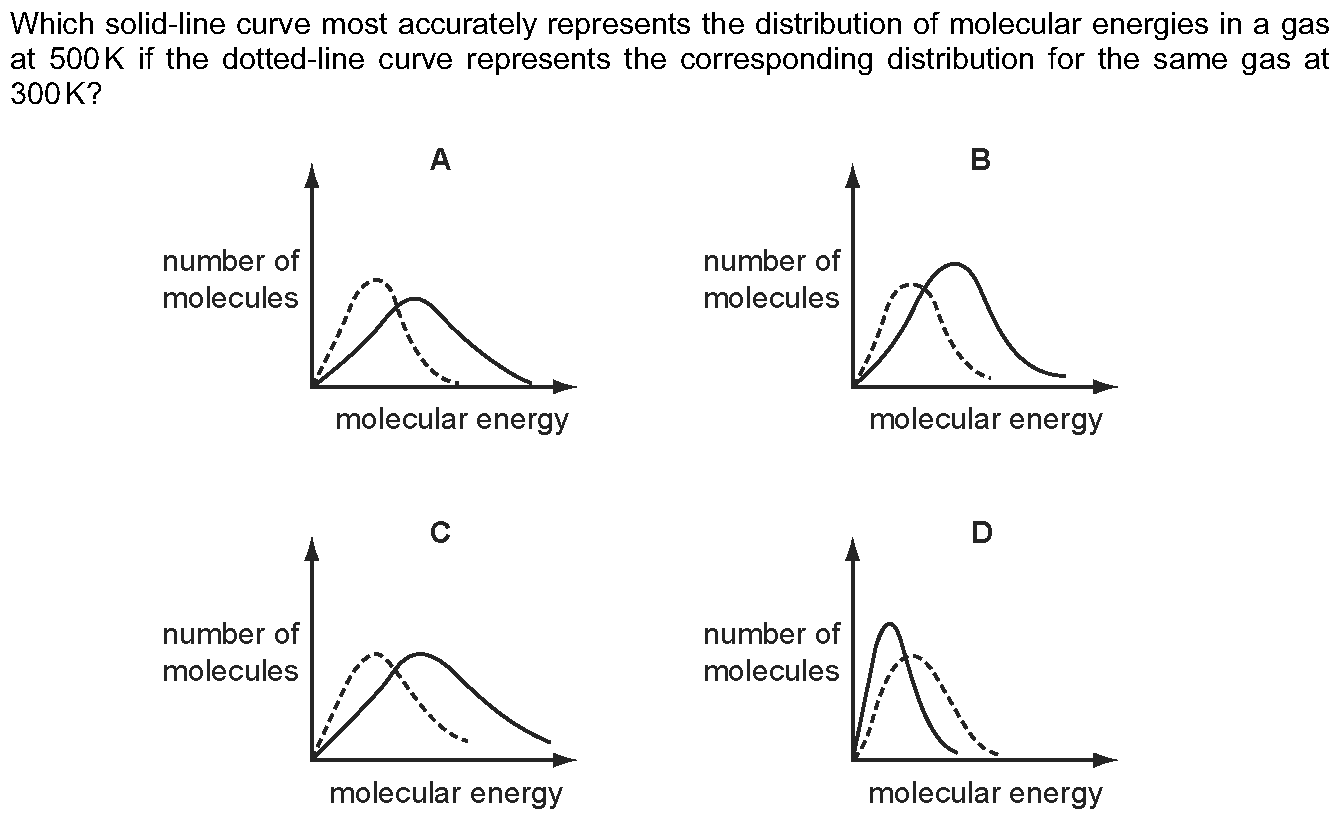 Which solid-line curve most accurately represents the distribution of molecular energies in a gas
at 500 K if the dotted-line curve represents the corresponding distribution for the same gas at
300 K?
A
B
number of
molecules
molecular energy
number of
molecules
molecular energy
C
D
number of
molecules
molecular energy
number of
molecules
molecular energy